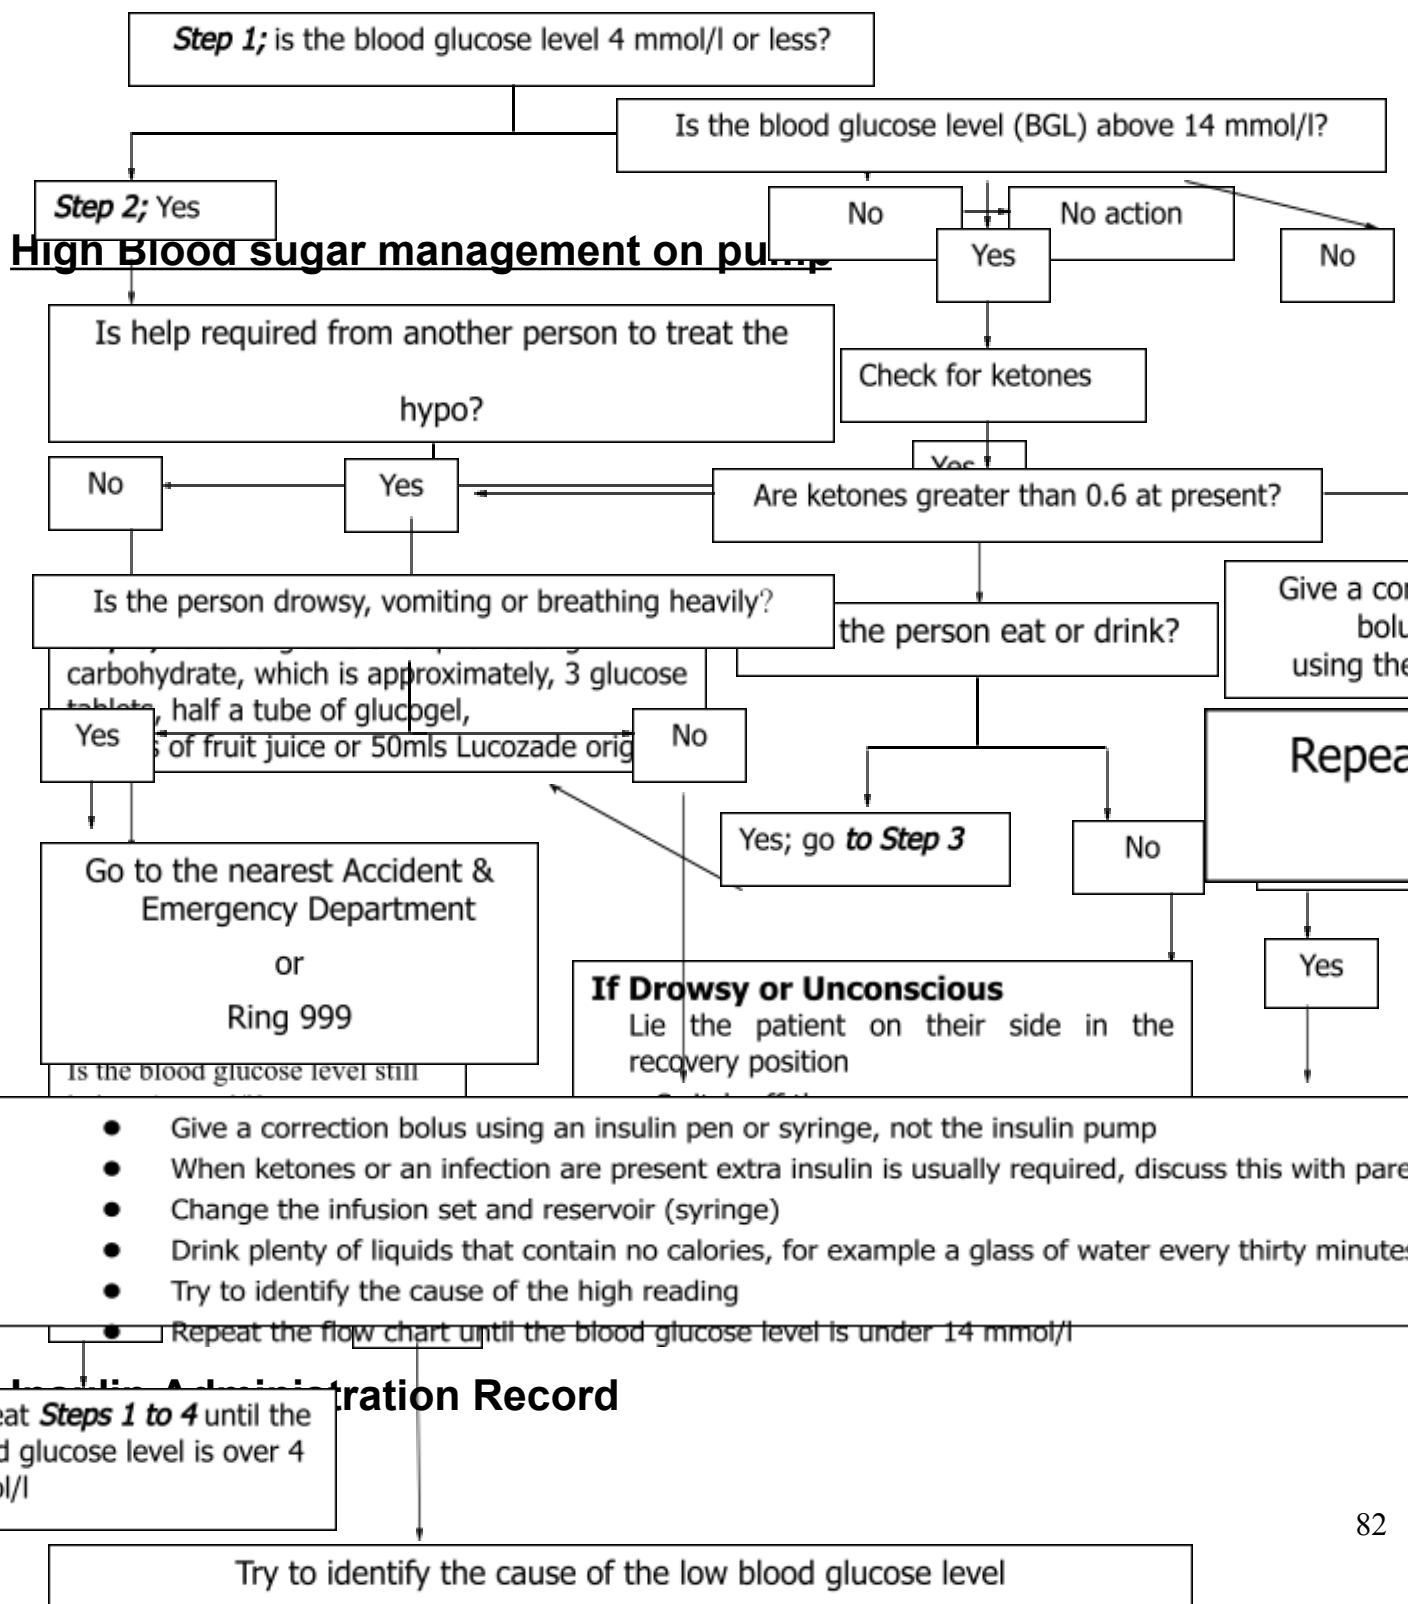 Step 1; is the blood glucose level 4 mmol/l or less?
Is the blood glucose level (BGL) above 14 mmol/l?
Step 2; Yes
No
No action
High Blood sugar management on pump
Yes
No
Is help required from another person to treat the
hypo?
Check for ketones
Yes
No
Yes
Are ketones greater than 0.6 at present?
Is the person drowsy, vomiting or breathing heavily?
the person eat or drink?
Give a
using the
carbohydrate, which is approximately, 3 glucose
tablets, half a tube of glucogel,
of fruit juice or 50mls Lucozade
Yes
No
Yes; go to Step 3
No
Go to the nearest Accident &
Emergency Department
or
Ring 999
Yes
If Drowsy or Unconscious
Lie the patient on their side in the
recovery position
Is the blood glucose level still
● Give a correction bolus using an insulin pen or syringe, not the insulin pump
● When ketones or an infection are present extra insulin is usually required, discuss this with
● Change the infusion set and reservoir (syringe)
● Drink plenty of liquids that contain no calories, for example a glass of water every thirty minutes
● Try to identify the cause of the high reading
● Repeat the flow chart until the blood glucose level is under 14 mmol/l
Insulin Administration Record
Steps 1 to 4 until the
glucose level is over 4
82
Try to identify the cause of the low blood glucose level